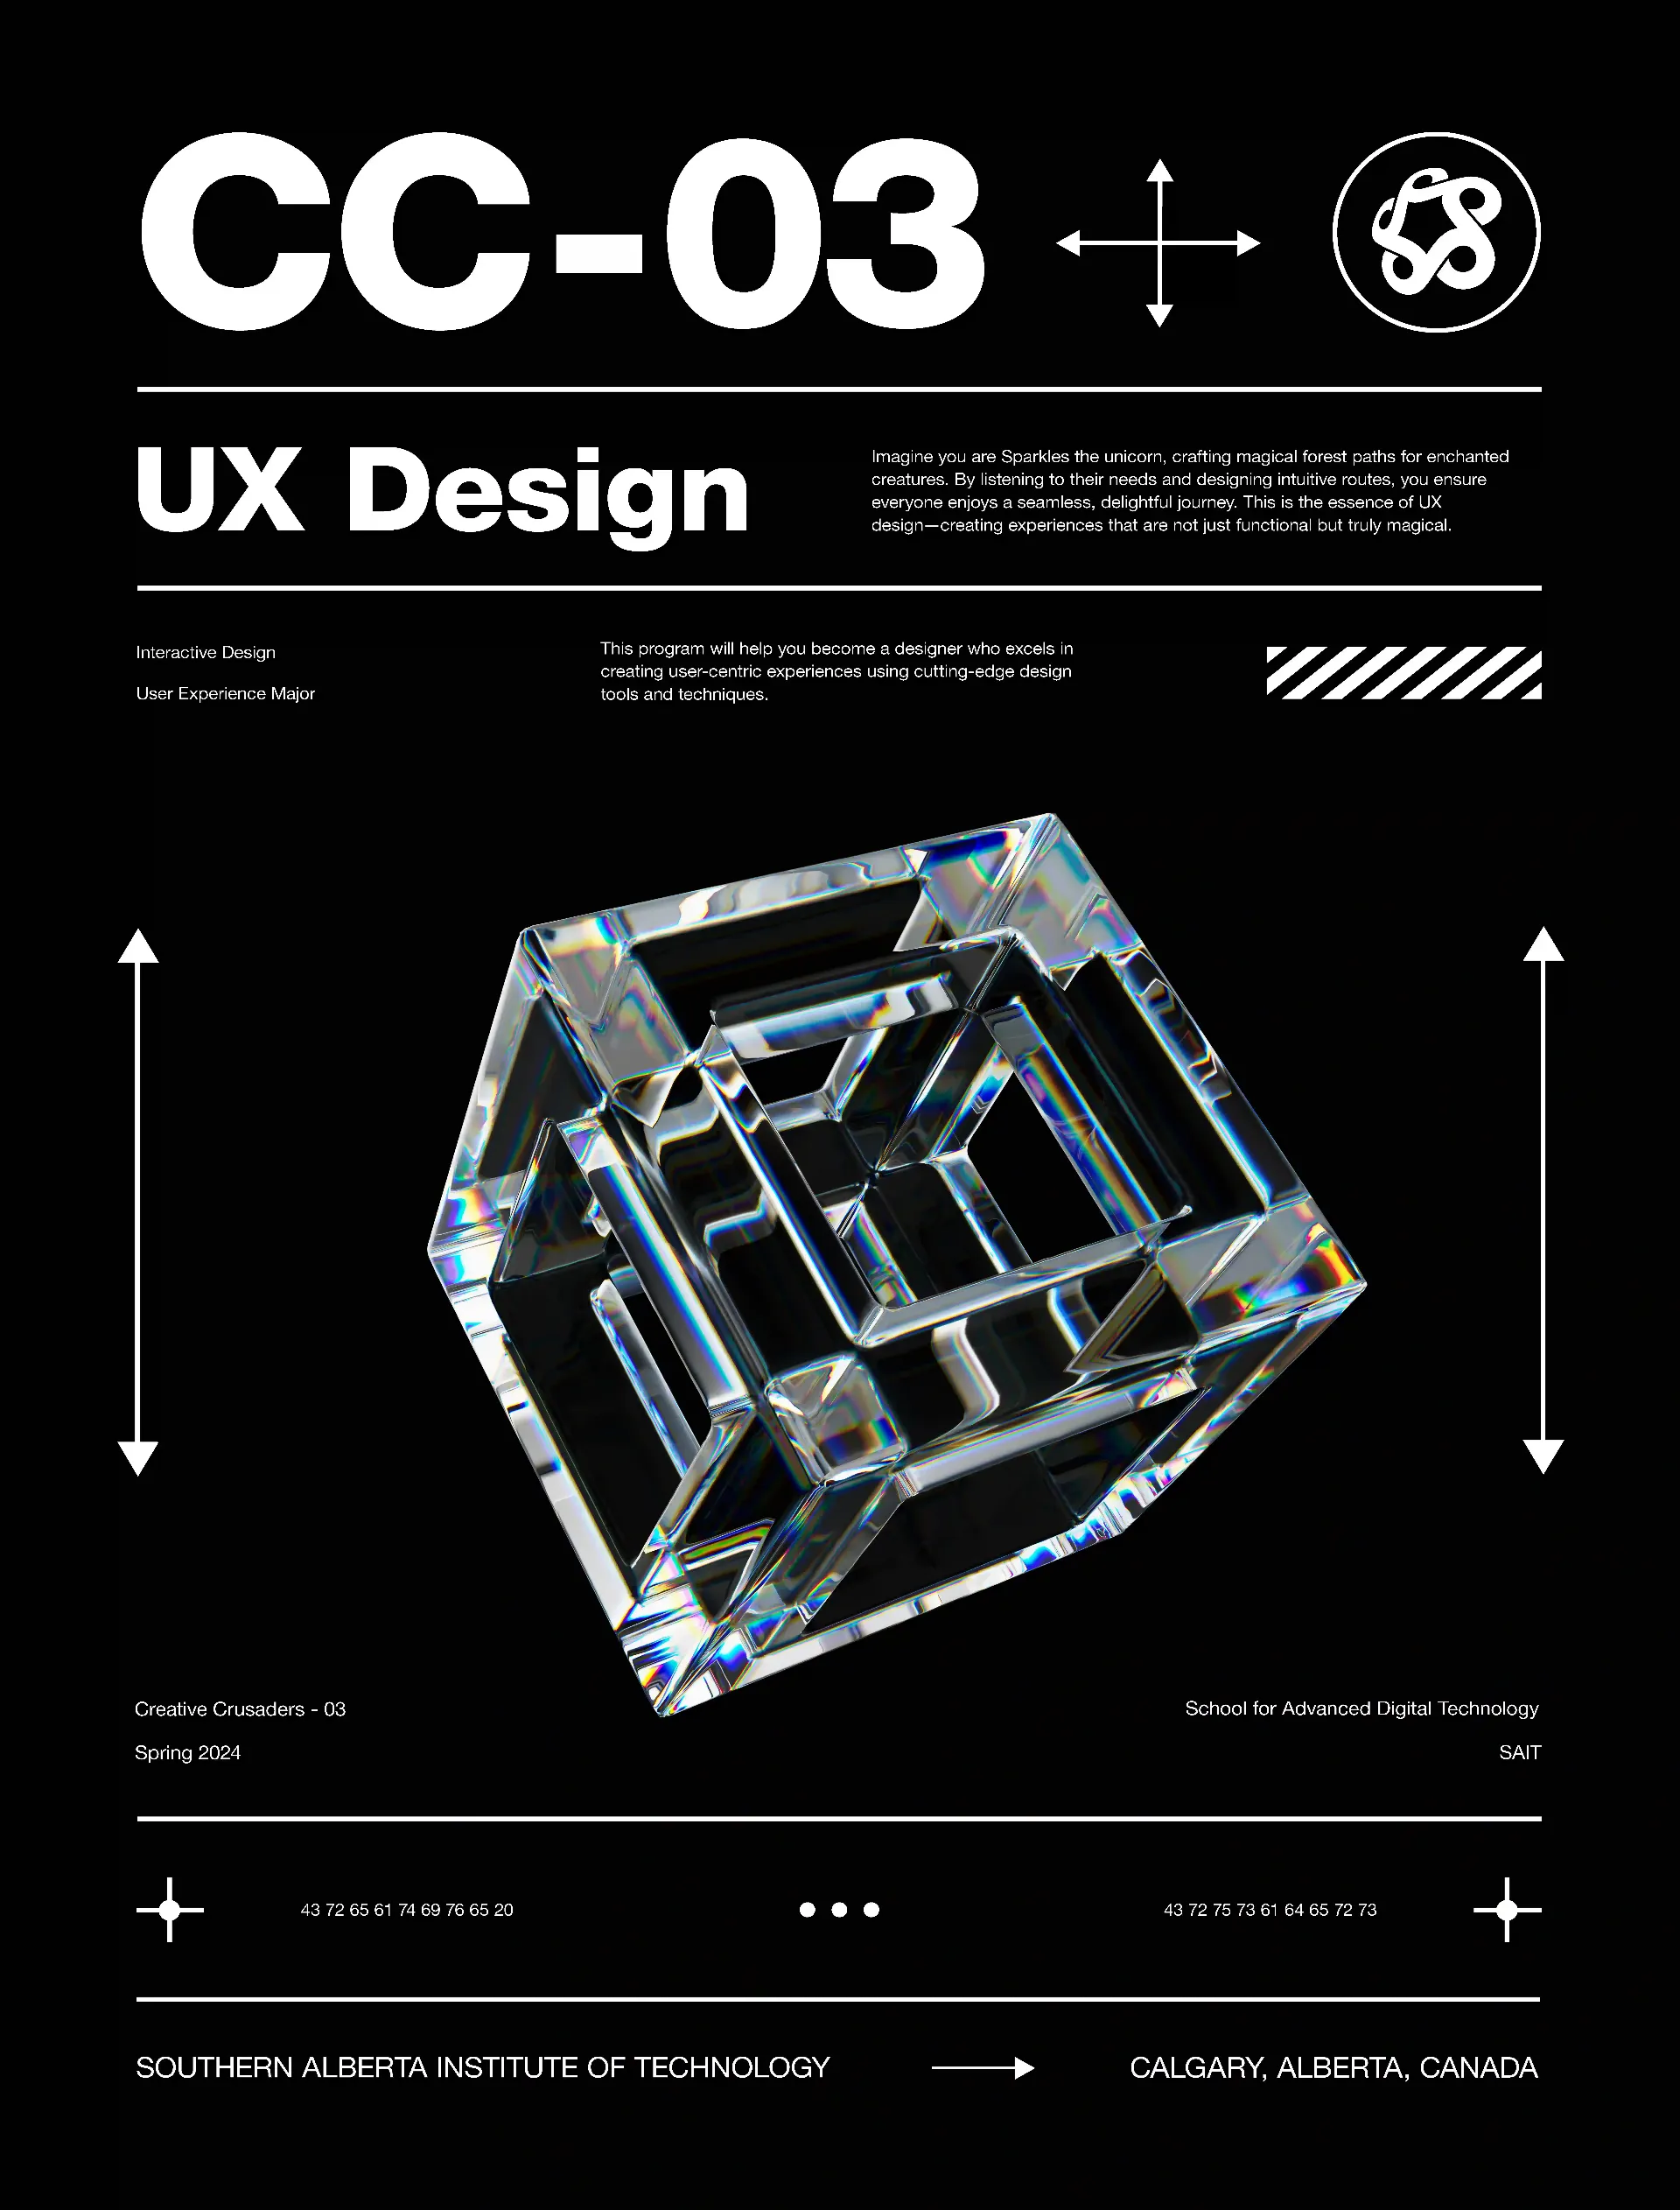 CC-03
UX Design
Imagine you are Sparkles the unicorn, crafting magical forest paths for enchanted
creatures. By listening to their needs and designing intuitive routes, you ensure
everyone enjoys a seamless, delightful journey. This is the essence of UX
design—creating experiences that are not just functional but truly magical.
Interactive Design
User Experience Major
This program will help you become a designer who excels in
creating user-centric experiences using cutting-edge design
tools and techniques.
Creative Crusaders - 03
Spring 2024
School for Advanced Digital Technology
SAIT
43 72 65 61 74 69 76 65 20
43 72 75 73 61 64 65 72 73
SOUTHERN ALBERTA INSTITUTE OF TECHNOLOGY
CALGARY, ALBERTA, CANADA